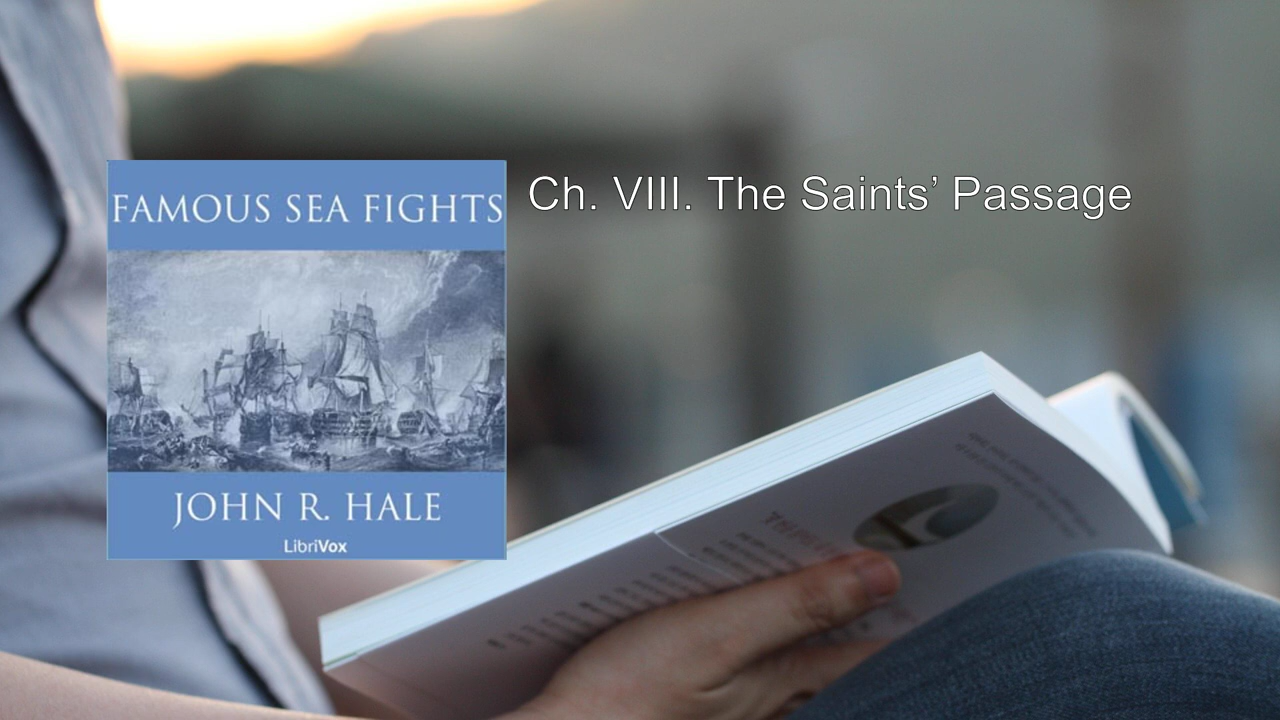 FAMOUS SEA FIGHTS
JOHN R. HALE
LibriVox
Ch. VIII. The Saints’ Passage